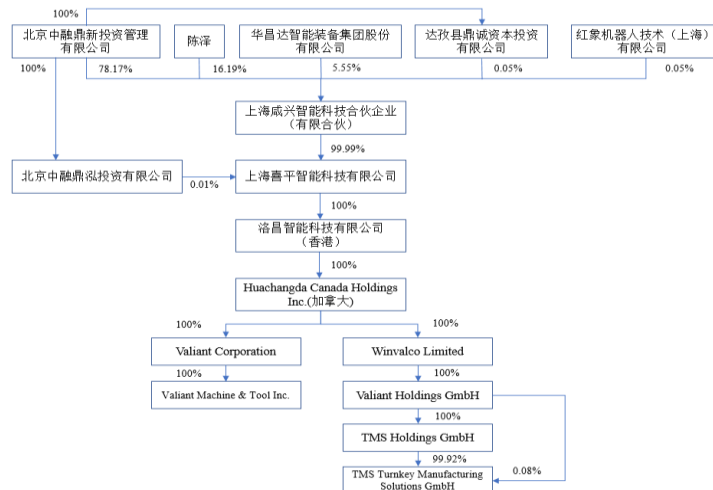 100%
北京中融鼎新投资管理
有限公司
陈泽
华昌达智能装备集团股份
有限公司
达孜县鼎诚资本投资
有限公司
红象机器人技术（上海）
有限公司
100%
78.17%
16.19%
5.55%
0.05%
0.05%
上海咸兴智能科技合伙企业
（有限合伙）
99.99%
北京中融鼎泓投资有限公司
0.01%
上海喜平智能科技有限公司
100%
洛昌智能科技有限公司
（香港）
100%
Huachangda Canada Holdings
Inc.(加拿大)
100%
100%
Valiant Corporation
Winvalco Limited
100%
100%
Valiant Machine & Tool Inc.
Valiant Holdings GmbH
100%
TMS Holdings GmbH
99.92%
0.08%
TMS Turnkey Manufacturing
Solutions GmbH